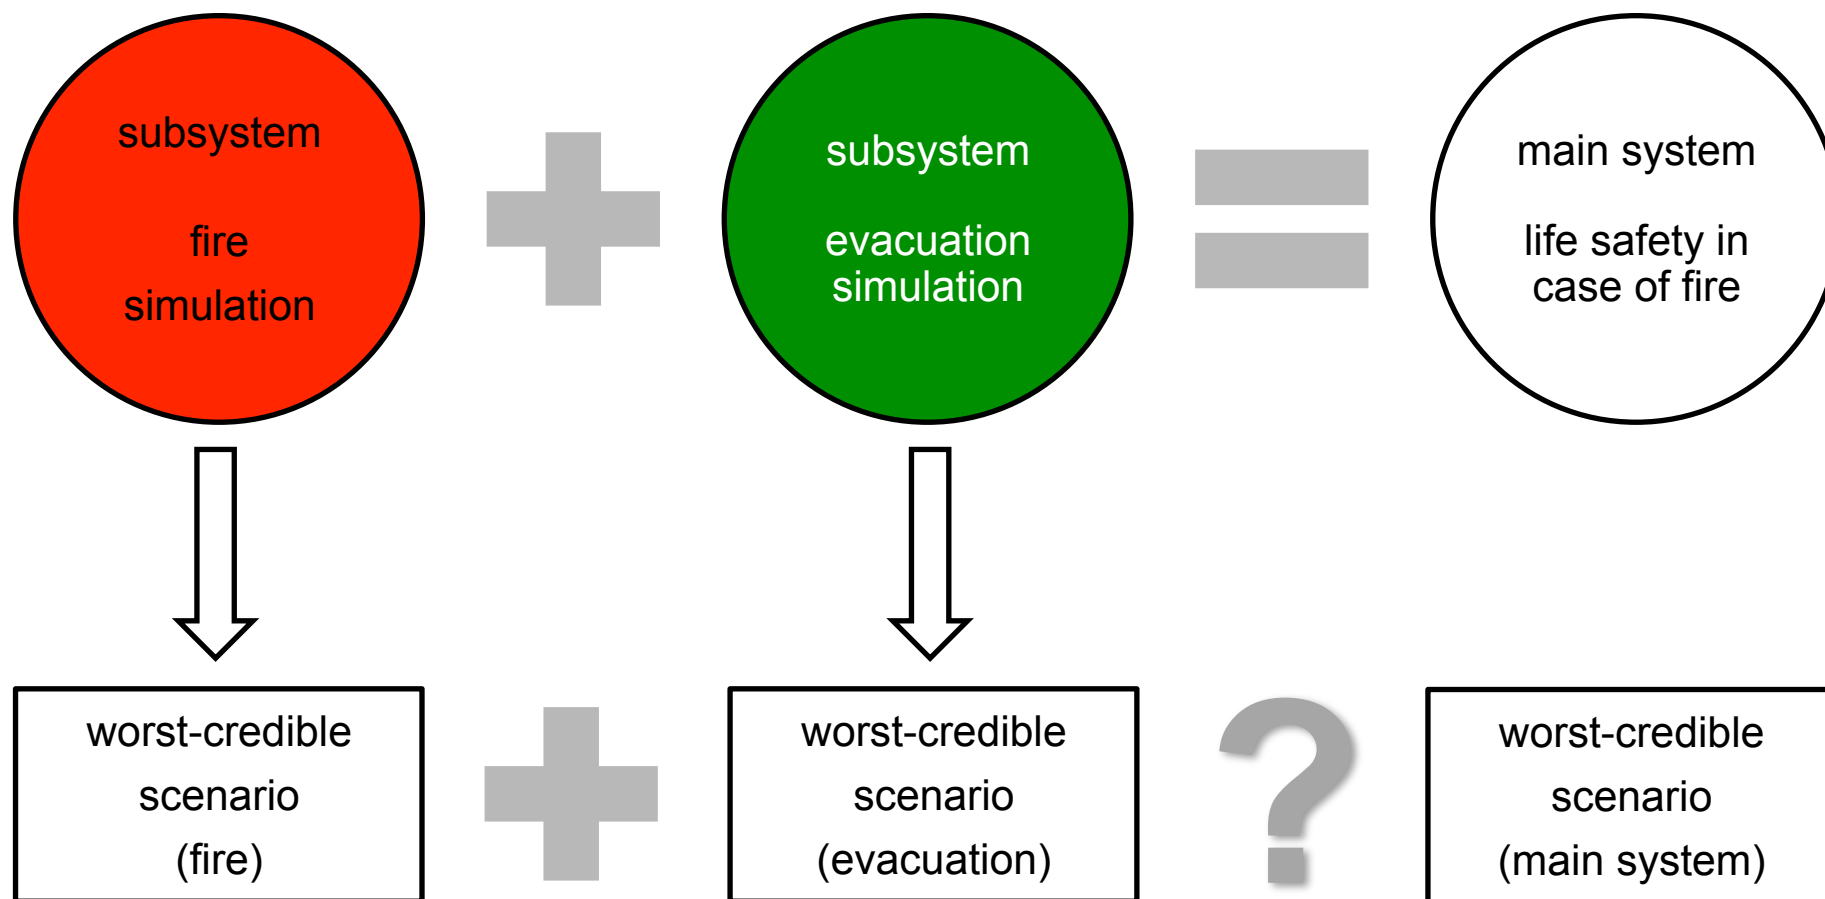 subsystem
fire
simulation
subsystem
evacuation
simulation
main system
life safety in
case of fire
worst-credible
scenario
(fire)
worst-credible
scenario
(evacuation)
?
worst-credible
scenario
(main system)